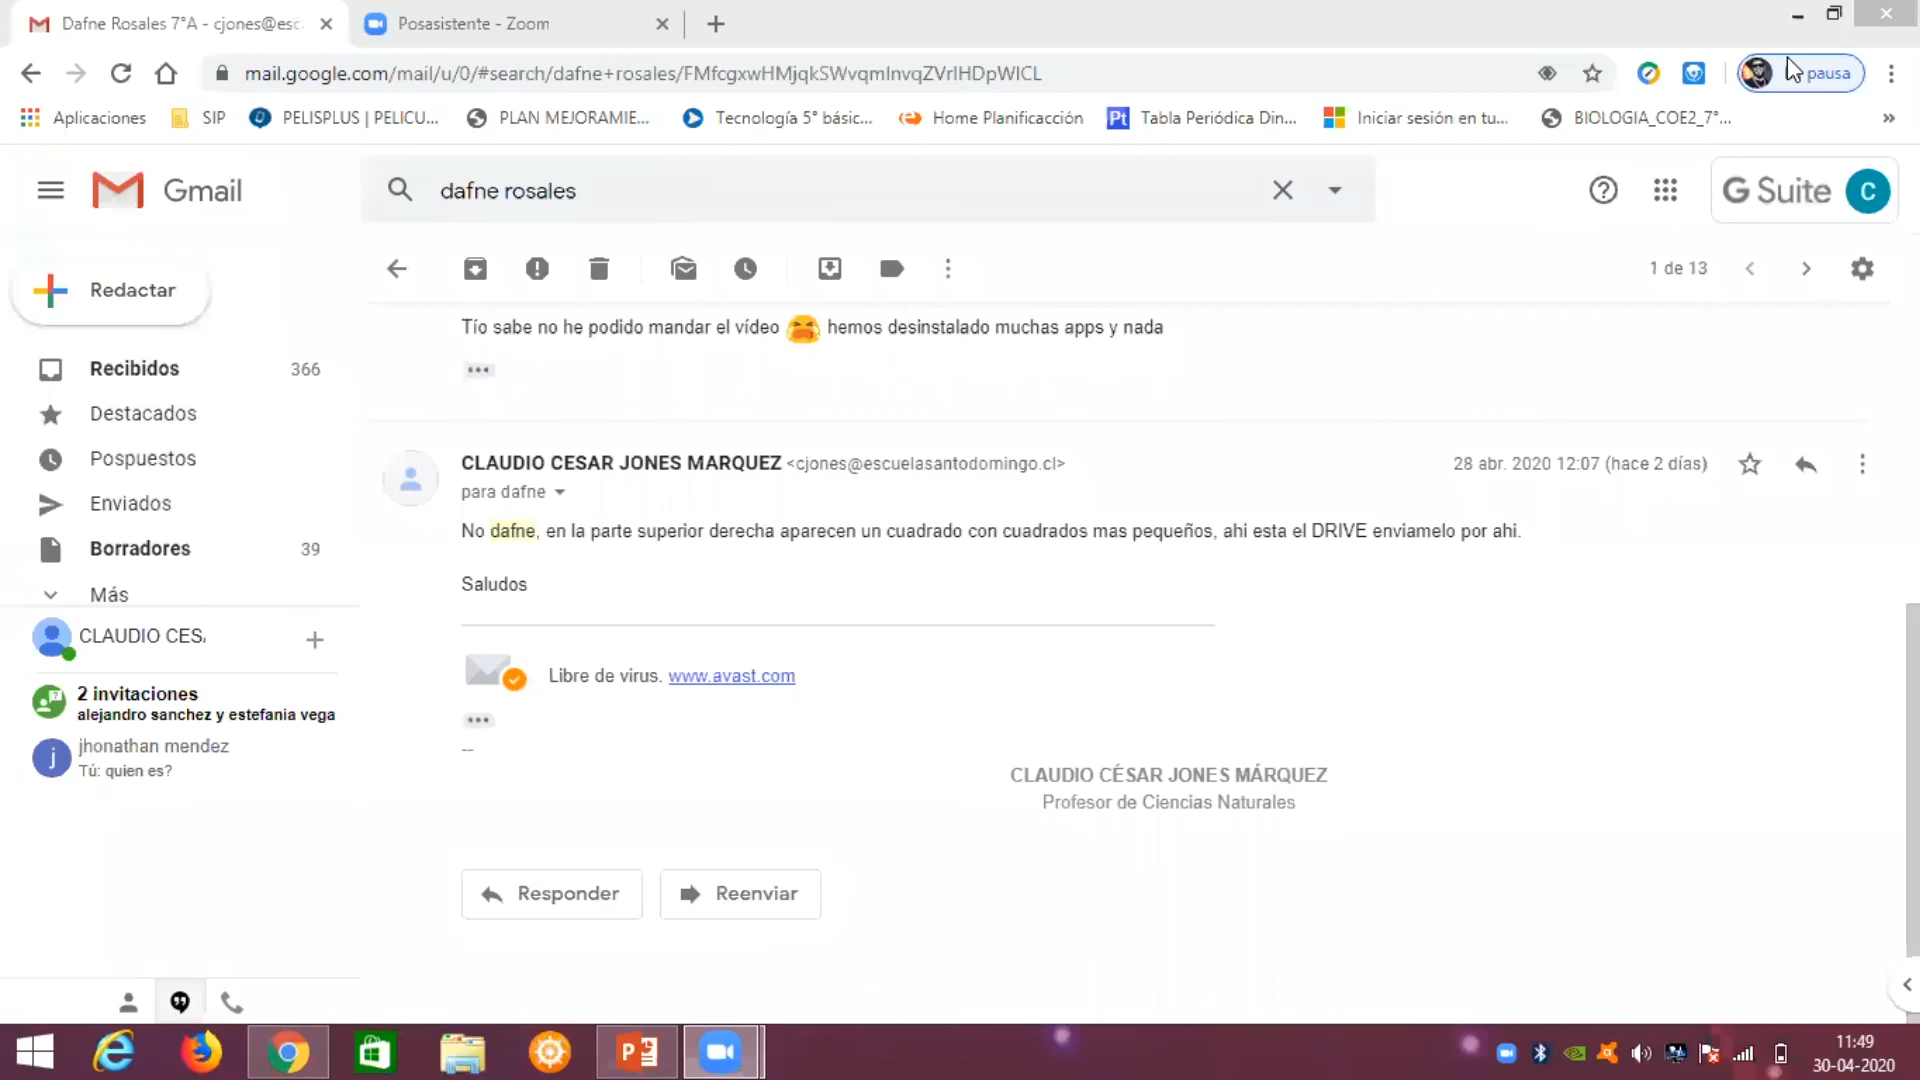 Dafne Rosales 7°A - cjones@esc
Posasistente - Zoom
mail.google.com/mail/u/0/#search/dafne+rosales/FMfcgxwHMjqkSWvqmlnvqZVrlHDpWICL
pausa
Aplicaciones
SIP
PELISPLUS | PELICU...
PLAN MEJORAMIE...
Tecnología 5° básic...
Home Planificacción
Pt Tabla Periódica Din...
Iniciar sesión en tu...
BIOLOGIA_COE2_7°...
»
Gmail
dafne rosales
G Suite
C
Redactar
1 de 13
Recibidos 366
Destacados
Pospuestos
Enviados
Borradores 39
Más
CLAUDIO CES
2 invitaciones
alejandro sanchez y estefania vega
j jhonathan mendez
Tú: quien es?
Tío sabe no he podido mandar el vídeo 😫 hemos desinstalado muchas apps y nada
CLAUDIO CESAR JONES MARQUEZ <cjones@escuelasantodomingo.cl>
28 abr. 2020 12:07 (hace 2 días)
para dafne
No dafne, en la parte superior derecha aparecen un cuadrado con cuadrados mas pequeños, ahi esta el DRIVE enviamelo por ahi.
Saludos
Libre de virus. www.avast.com
--
CLAUDIO CÉSAR JONES MÁRQUEZ
Profesor de Ciencias Naturales
Responder
Reenviar
11:49
30-04-2020